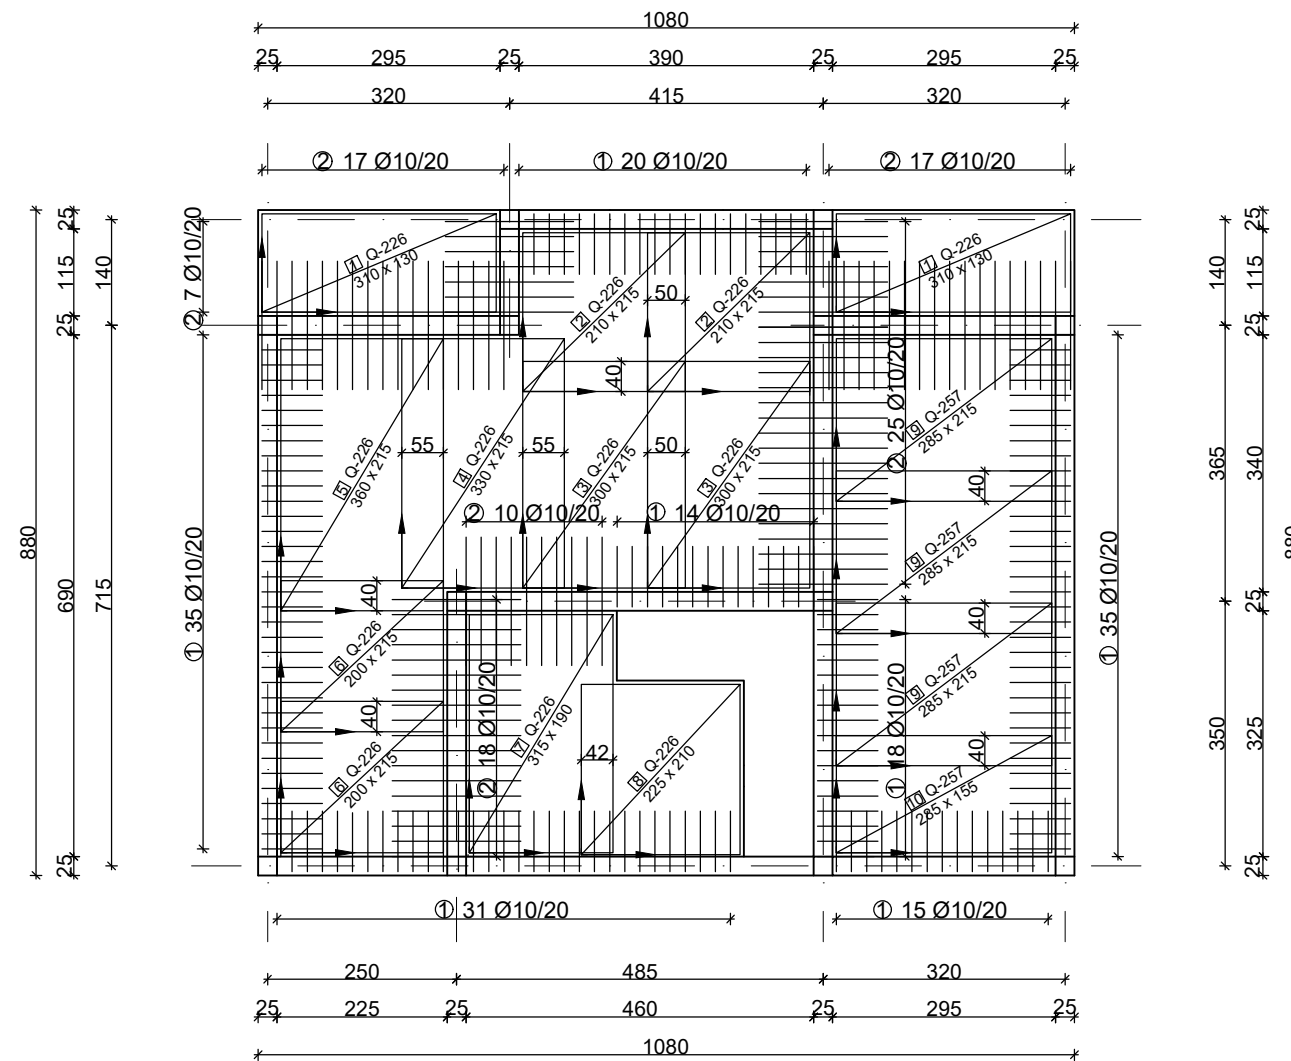 1080
25 295 25 390 25 295 25
320 415 320
② 17 Ø10/20 ① 20 Ø10/20 ② 17 Ø10/20
25
115
25
690
25
140
715
880
② 7 Ø10/20
① 35 Ø10/20
1 Q-226
310 x 130
2 Q-226
210 x 215
2 Q-226
210 x 215
1 Q-226
310 x 130
50
40
5 Q-226
360 x 215
55
4 Q-226
330 x 215
55
3 Q-226
300 x 215
50
3 Q-226
300 x 215
② 10 Ø10/20 ① 14 Ø10/20
② 25 Ø10/20
9 Q-257
285 x 215
40
9 Q-257
285 x 215
40
40
6 Q-226
200 x 215
40
6 Q-226
200 x 215
② 18 Ø10/20
7 Q-226
315 x 190
42
8 Q-226
225 x 210
① 18 Ø10/20
9 Q-257
285 x 215
40
10 Q-257
285 x 155
① 35 Ø10/20
140
365
350
25
115
25
340
25
325
25
880
① 31 Ø10/20 ① 15 Ø10/20
250 485 320
25 225 25 460 25 295 25
1080